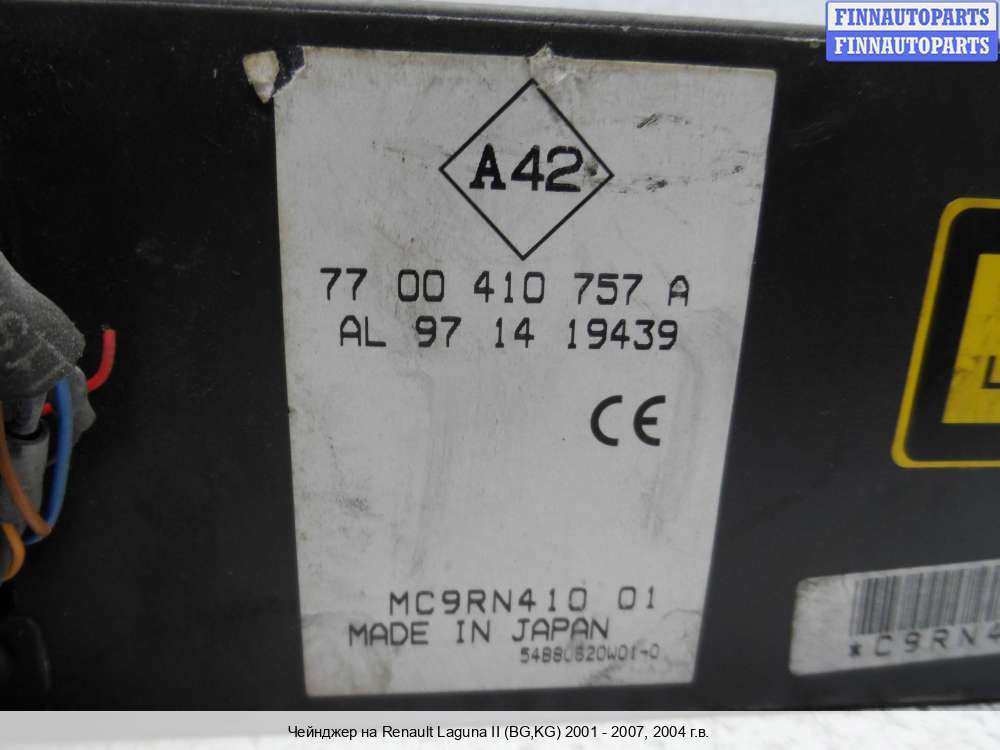 FINNAUTOPARTS
FINNAUTOPARTS
A42
77 00 410 757 A
AL 97 14 19439
CE
MC9RN410 01
MADE IN JAPAN
*C9RN4
Чейнджер на Renault Laguna II (BG,KG) 2001 - 2007, 2004 г.в.